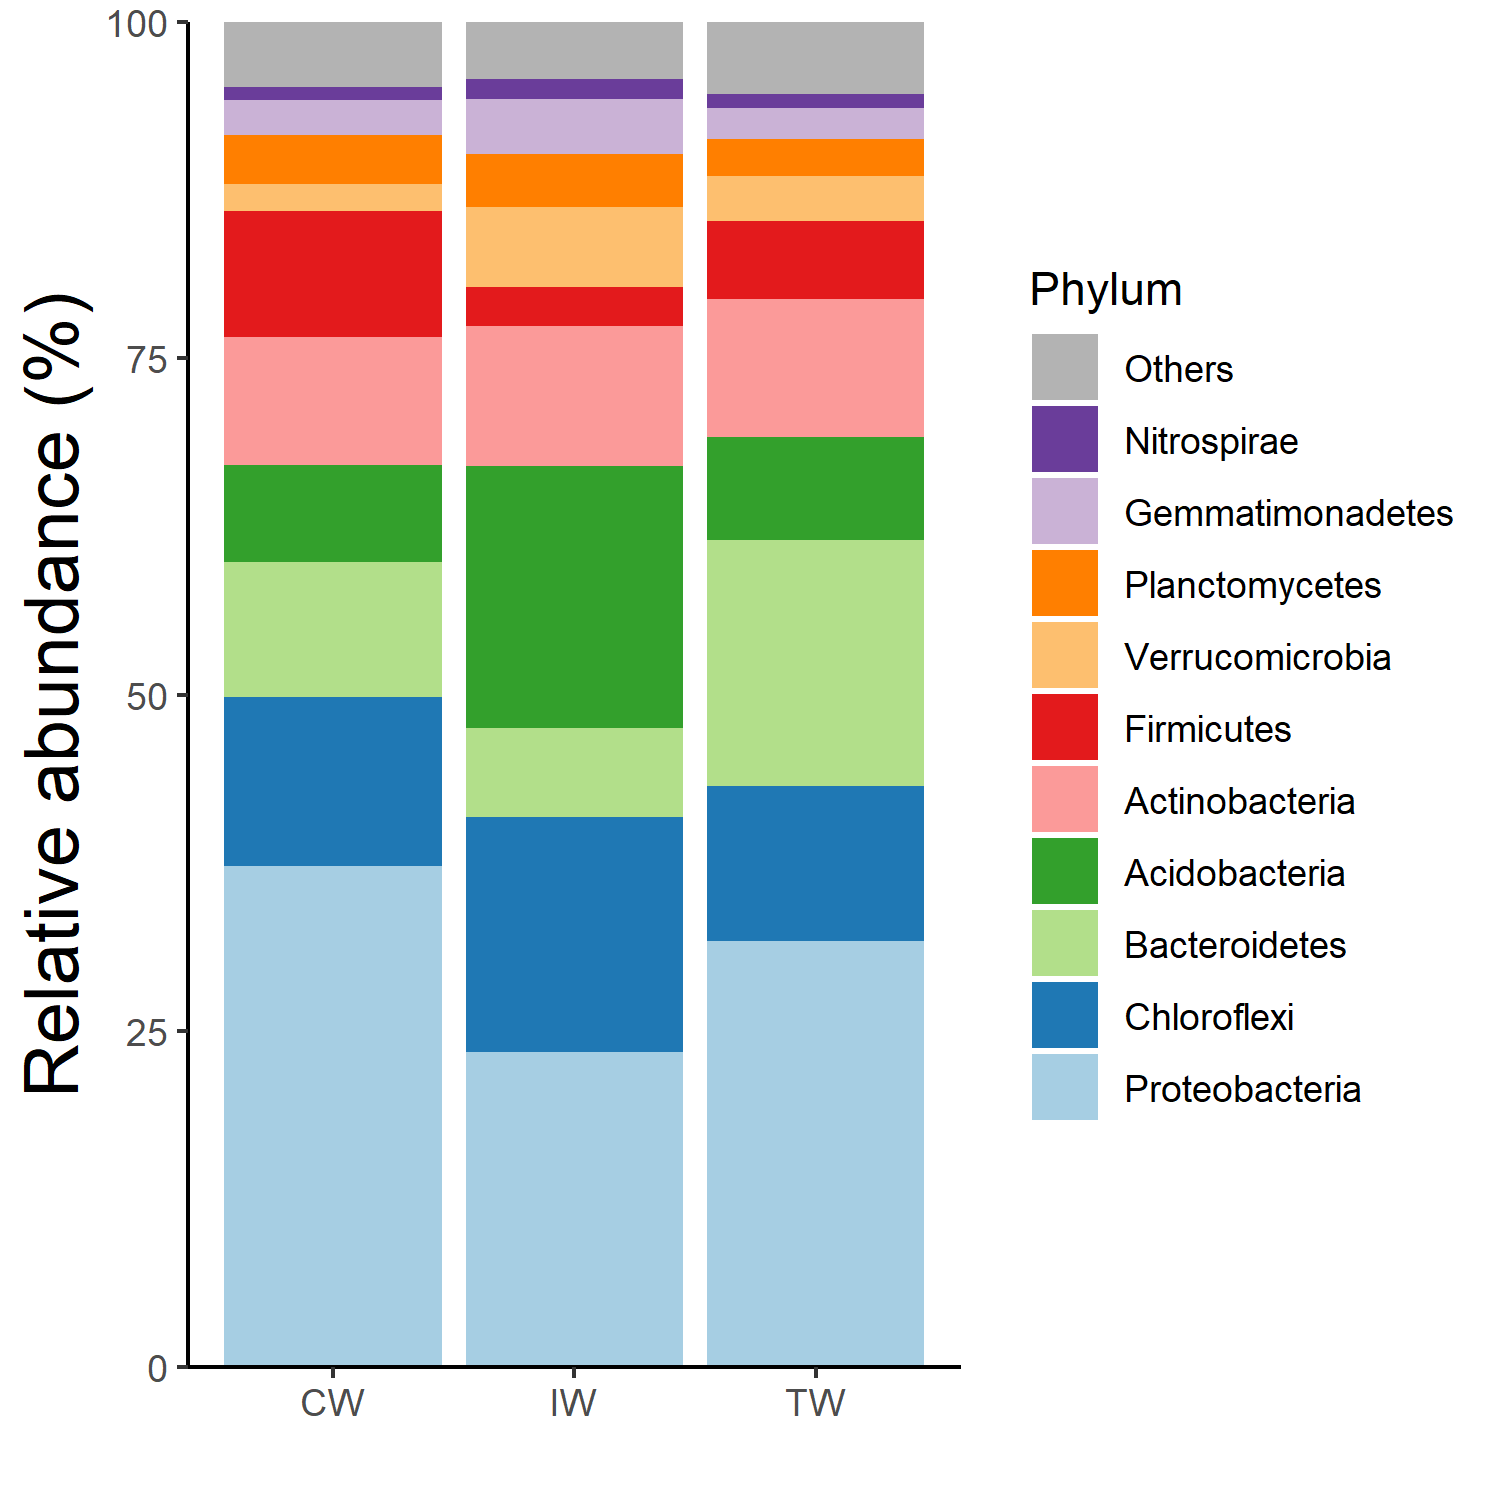 Relative abundance (%)
100
75
50
25
0
CW
IW
TW
Phylum
Others
Nitrospirae
Gemmatimonadetes
Planctomycetes
Verrucomicrobia
Firmicutes
Actinobacteria
Acidobacteria
Bacteroidetes
Chloroflexi
Proteobacteria